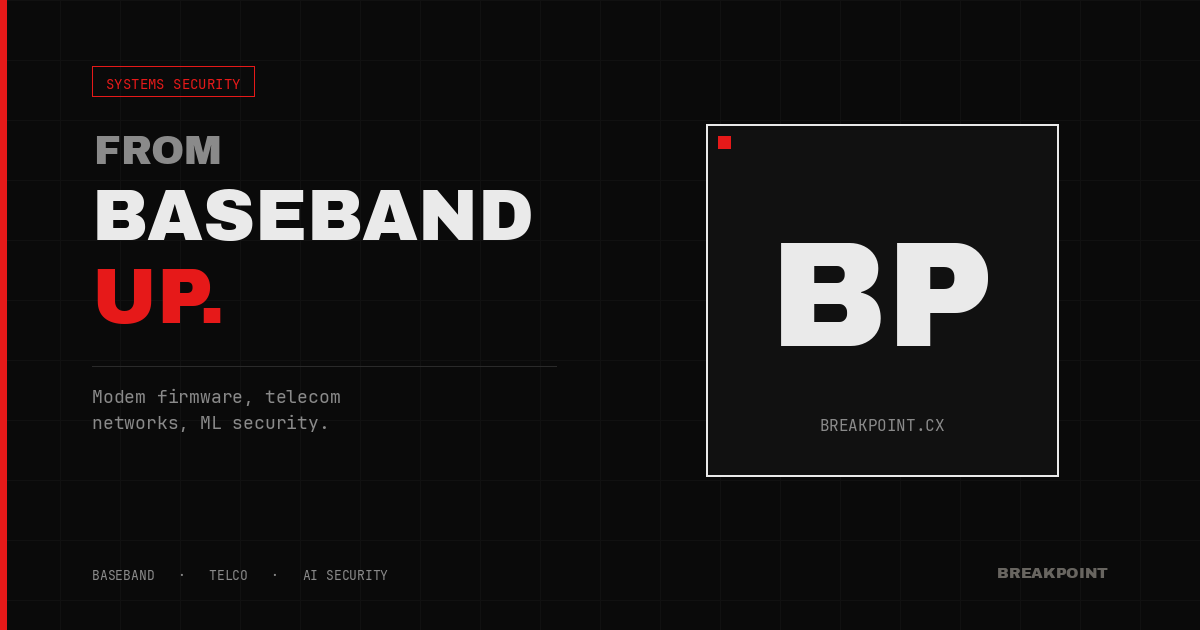 SYSTEMS SECURITY
FROM
BASEBAND
UP.
Modem firmware, telecom
networks, ML security.
BP
BREAKPOINT.CX
BASEBAND · TELCO · AI SECURITY
BREAKPOINT